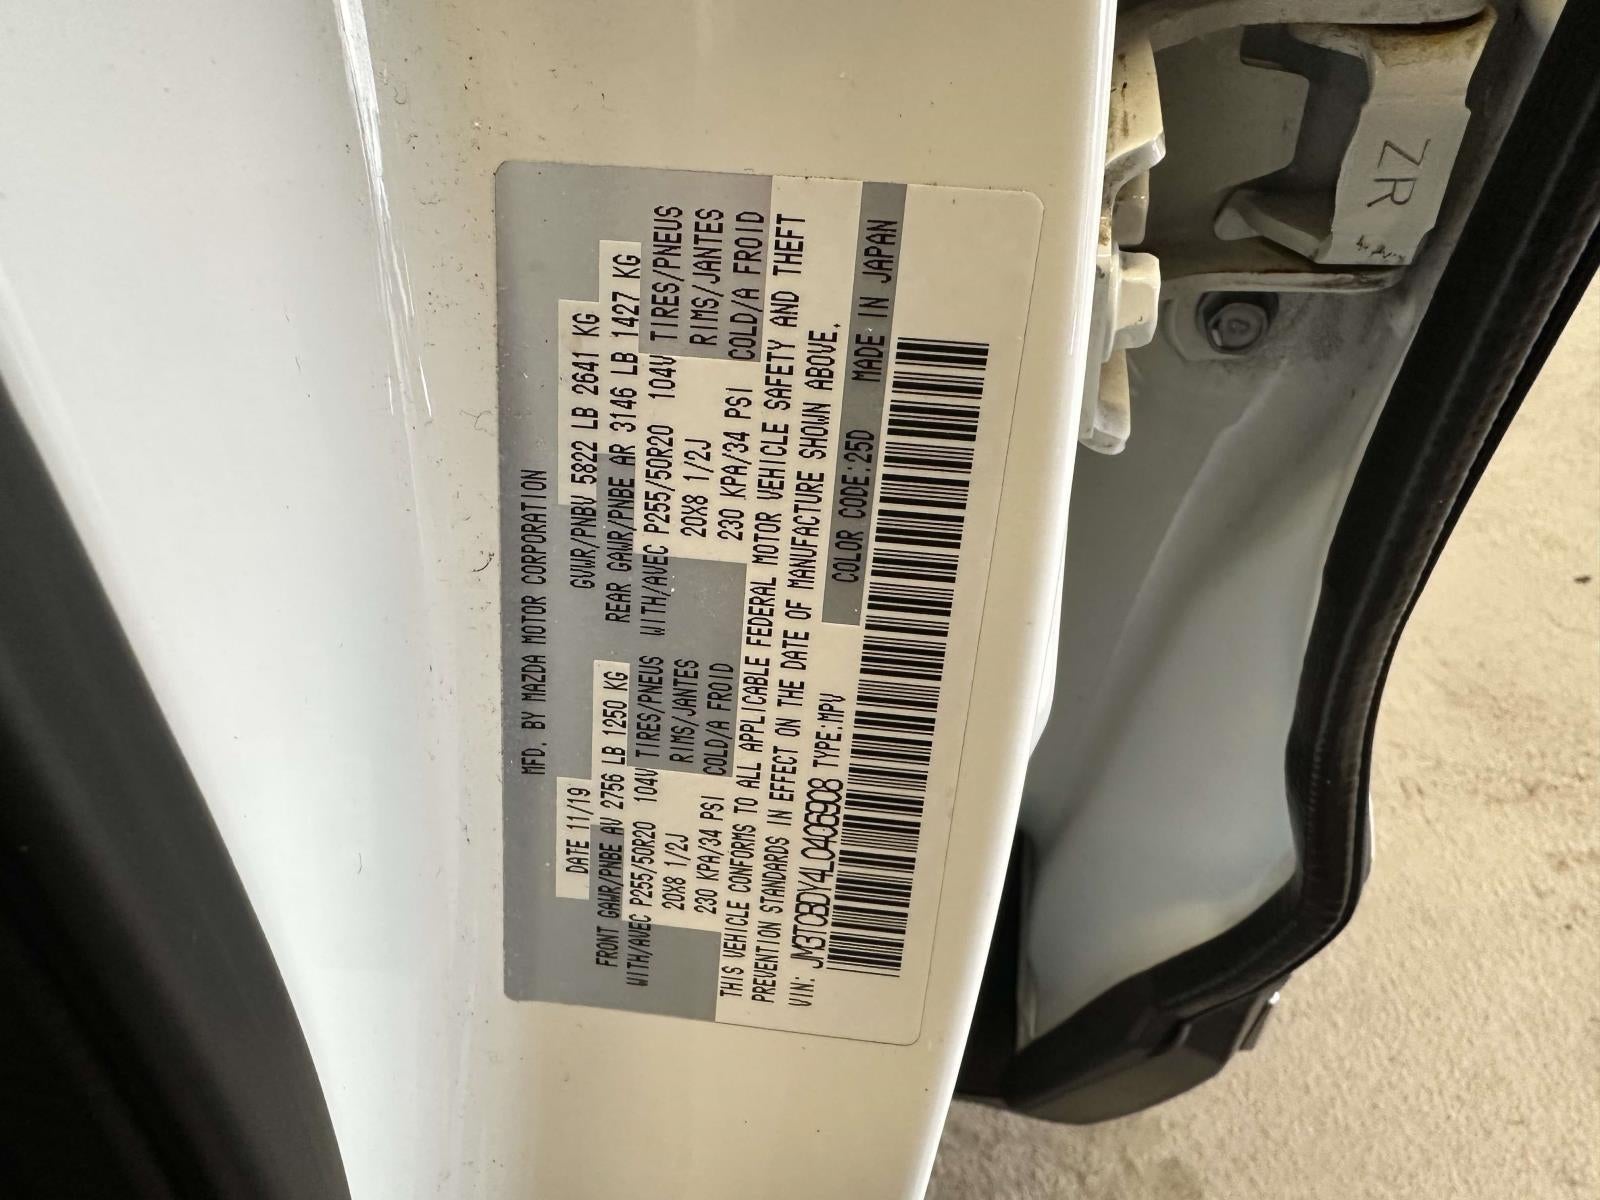 MFD. BY MAZDA MOTOR CORPORATION
DATE 11/19 GVWR/PNBV 5822 LB 2641 KG
FRONT GAWR/PNBE AV 2756 LB 1250 KG REAR GAWR/PNBE AR 3146 LB 1427 KG
WITH/AVEC P255/50R20 104V TIRES/PNEUS WITH/AVEC P255/50R20 104V TIRES/PNEUS
20X8 1/2J RIMS/JANTES 20X8 1/2J RIMS/JANTES
230 KPA/34 PSI COLD/A FROID 230 KPA/34 PSI COLD/A FROID
THIS VEHICLE CONFORMS TO ALL APPLICABLE FEDERAL MOTOR VEHICLE SAFETY AND THEFT
PREVENTION STANDARDS IN EFFECT ON THE DATE OF MANUFACTURE SHOWN ABOVE.
VIN: JM3TCBDY4L0406908 TYPE:MPV COLOR CODE:25D MADE IN JAPAN
ZR